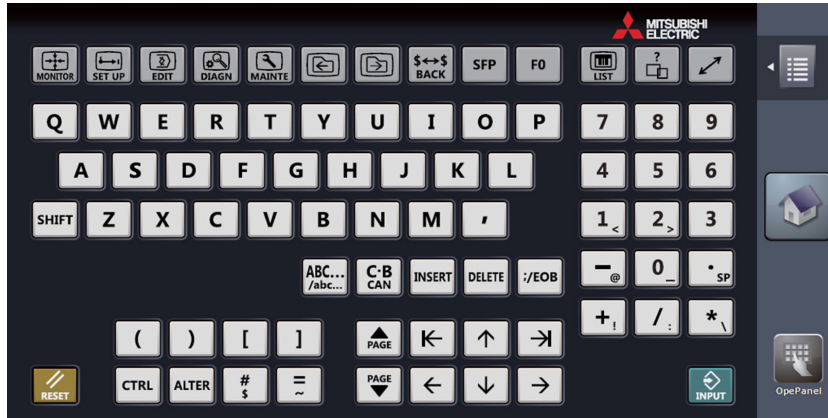 MITSUBISHI
ELECTRIC
MONITOR SET UP EDIT DIAGN MAINTE $↔$ BACK SFP F0 LIST ?
Q W E R T Y U I O P 7 8 9
A S D F G H J K L 4 5 6
SHIFT Z X C V B N M ′ 1 < 2 > 3
ABC... /abc... C·B CAN INSERT DELETE ;/EOB − @ 0 _ · SP
+ ! / : * \
( ) [ ] PAGE
RESET CTRL ALTER # $ = ~ PAGE INPUT
OpePanel